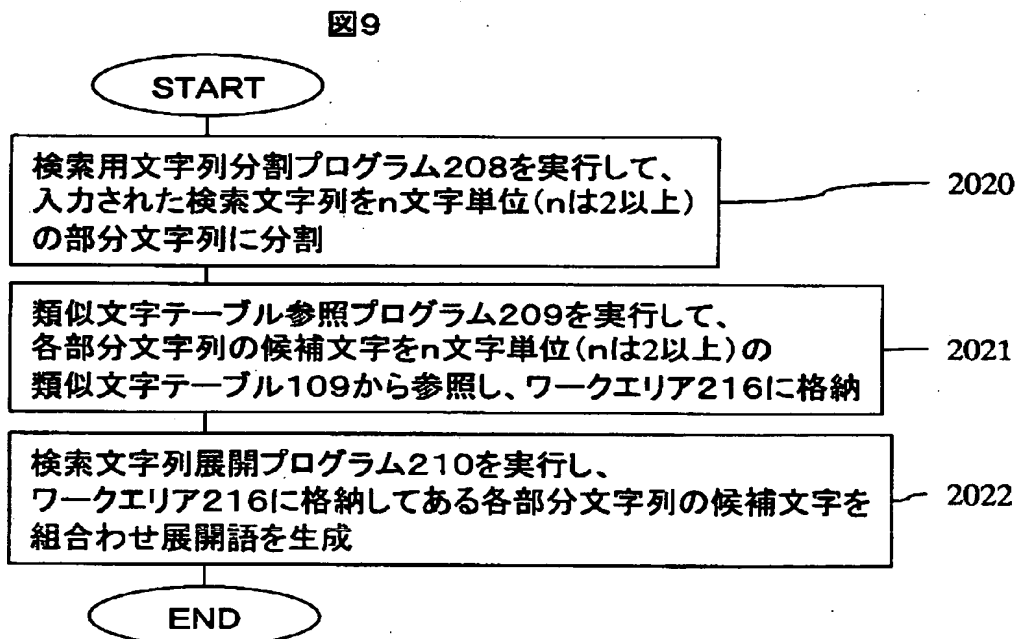 図9
START
検索用文字列分割プログラム208を実行して、
入力された検索文字列をn文字単位(nは2以上)
の部分文字列に分割
2020
類似文字テーブル参照プログラム209を実行して、
各部分文字列の候補文字をn文字単位(nは2以上)の
類似文字テーブル109から参照し、ワークエリア216に格納
2021
検索文字列展開プログラム210を実行し、
ワークエリア216に格納してある各部分文字列の候補文字を
組合わせ展開語を生成
2022
END